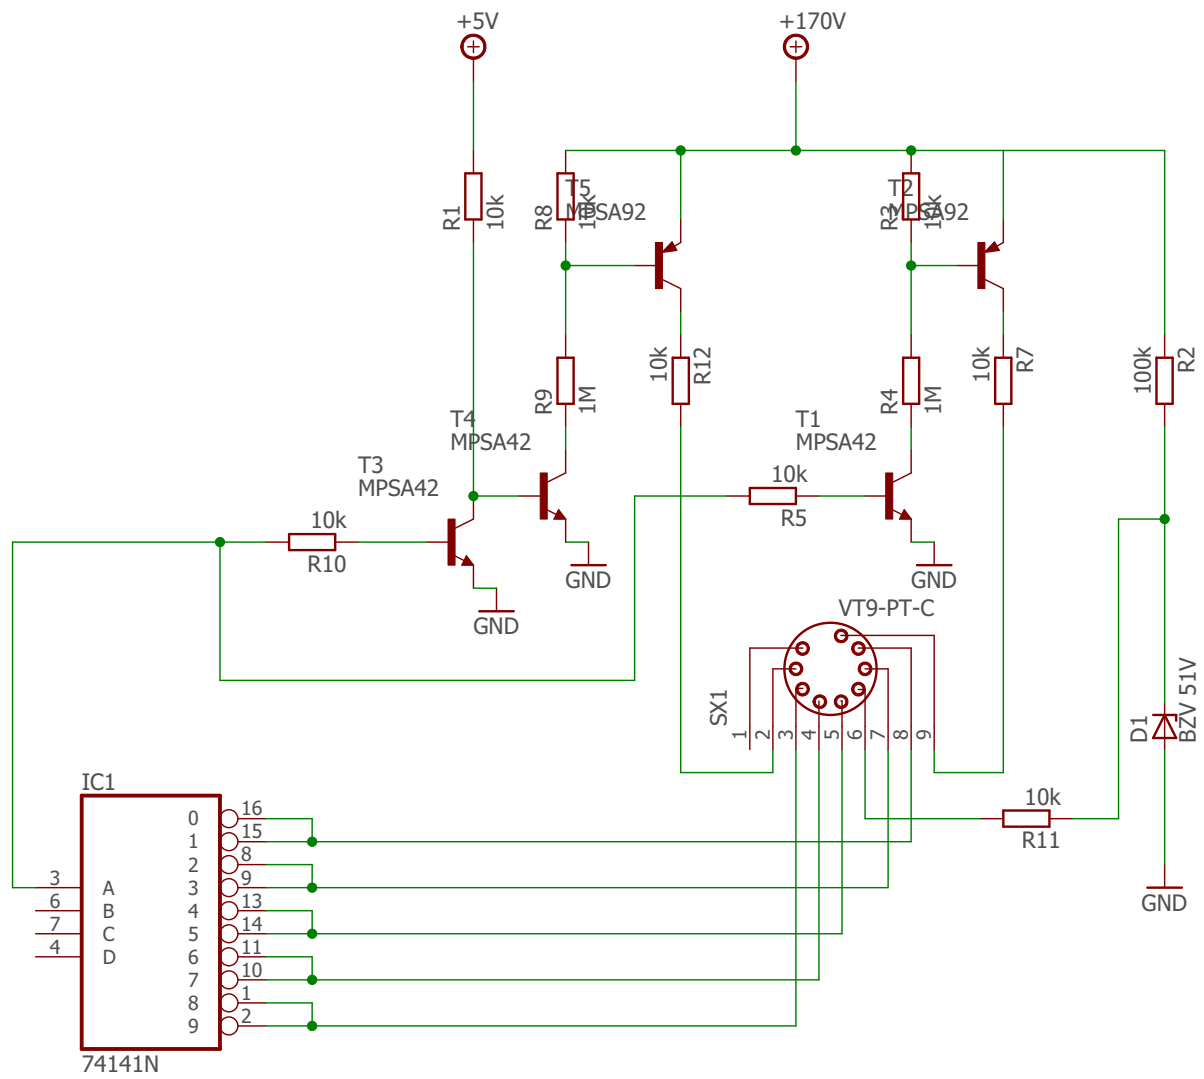 +5V
+170V
R1
10k
R8
10k
T5
MPSA92
R3
10k
T2
MPSA92
R9
1M
10k
R12
R4
1M
10k
R7
100k
R2
T4
MPSA42
T1
MPSA42
T3
MPSA42
10k
R10
10k
R5
GND
GND
GND
VT9-PT-C
SX1
1
2
3
4
5
6
7
8
9
D1
BZV 51V
10k
R11
GND
IC1
0 16
1 15
2 8
3 A 3 9
6 B 4 13
7 C 5 14
4 D 6 11
7 10
8 1
9 2
74141N